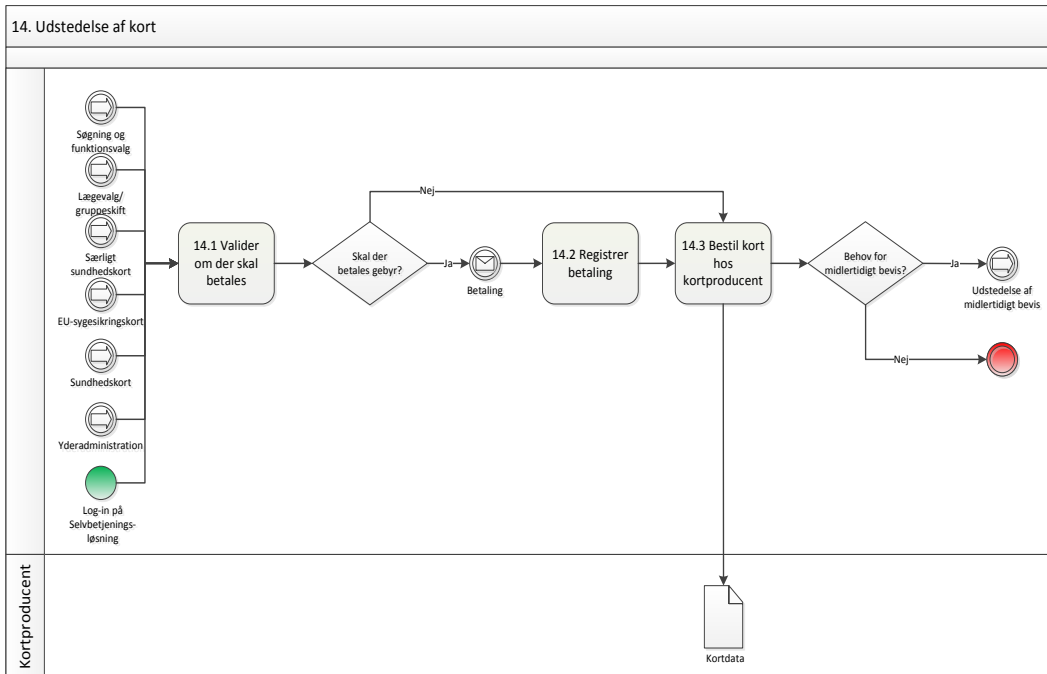 14. Udstedelse af kort
Søgning og
funktionsvalg
Lægevalg/
gruppeskift
Særligt
sundhedskort
EU-sygesikringskort
Sundhedskort
Yderadministration
Log-in på
Selvbetjenings-
løsning
14.1 Valider
om der skal
betales
Skal der
betales gebyr?
Nej
Ja
Betaling
14.2 Registrer
betaling
14.3 Bestil kort
hos
kortproducent
Behov for
midlertidigt bevis?
Ja
Udstedelse af
midlertidigt bevis
Nej
Kortproducent
Kortdata